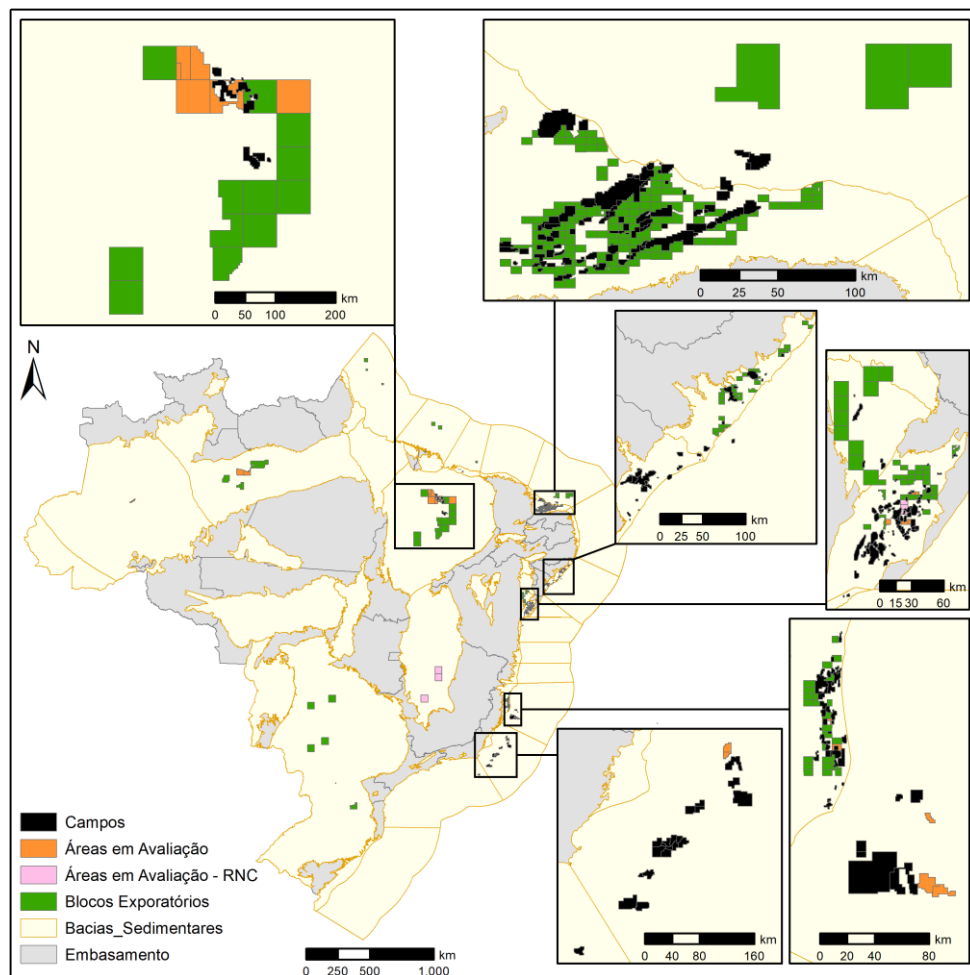 km
0 50 100 200
km
0 25 50 100
N
km
0 25 50 100
km
0 15 30 60
Campos
Áreas em Avaliação
Áreas em Avaliação - RNC
Blocos Exporatórios
Bacias_Sedimentares
Embasamento
km
0 250 500 1.000
km
0 40 80 160
km
0 20 40 80